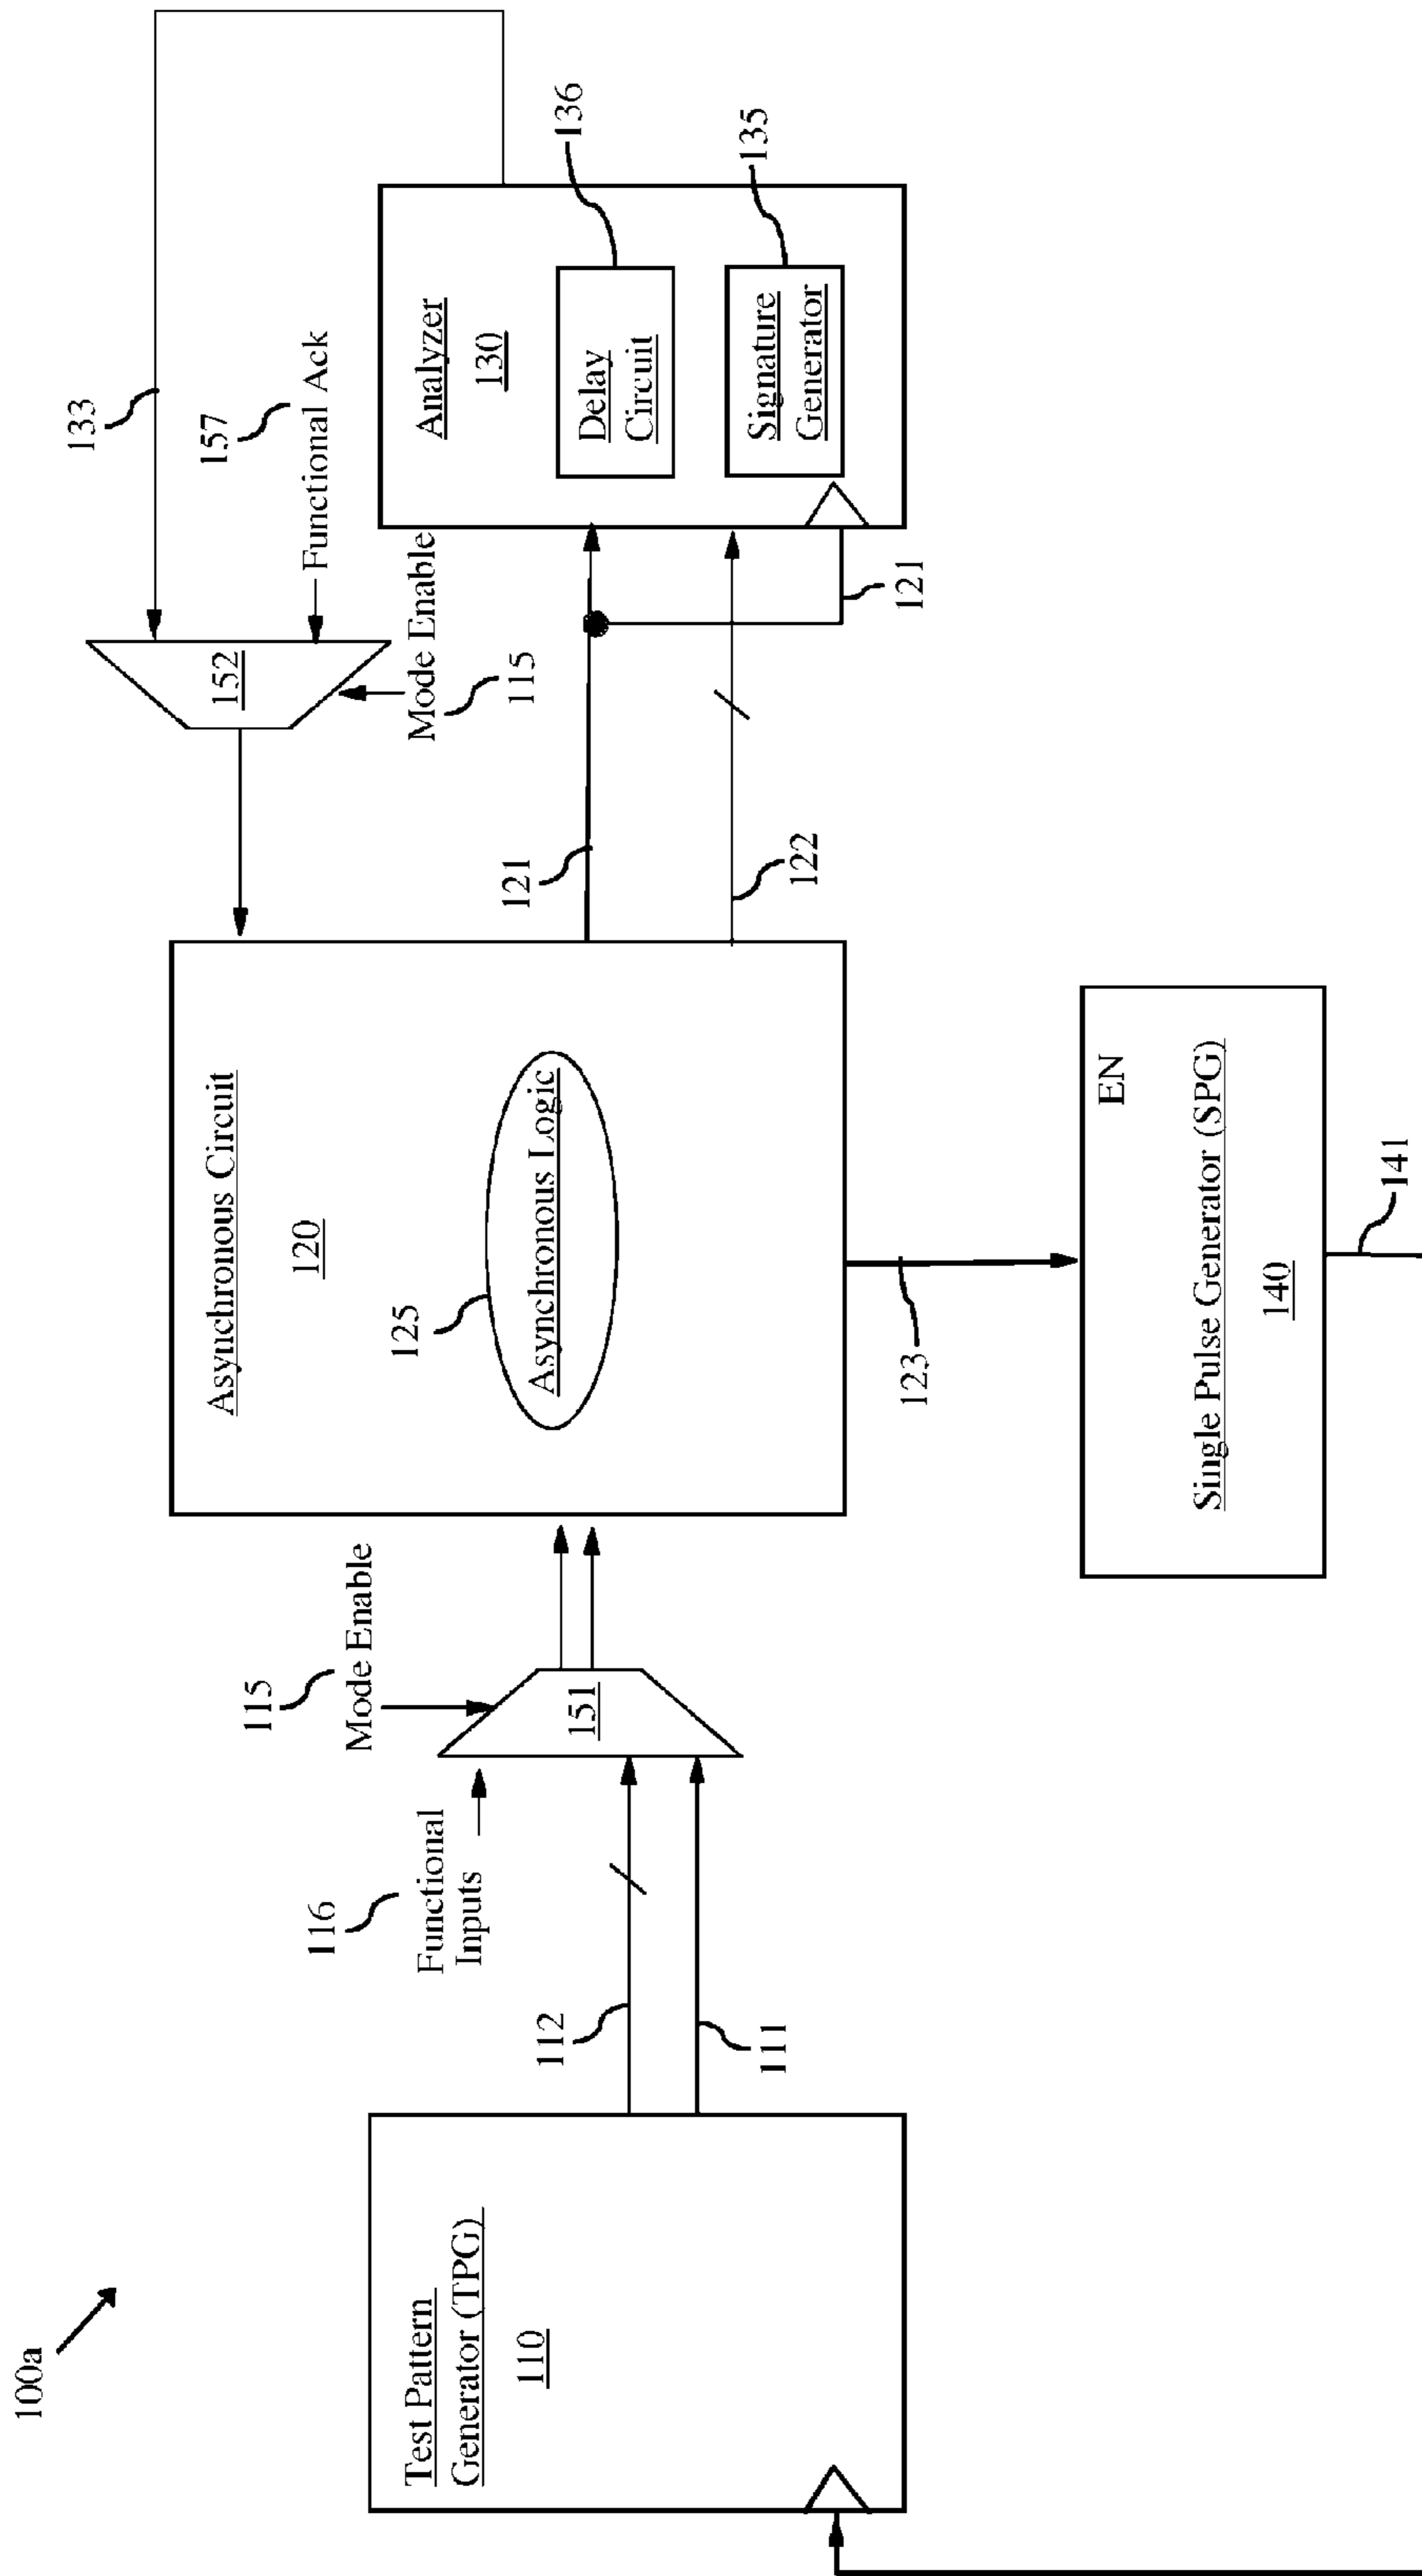 100a
133
157
Functional Ack
152
Mode Enable
115
Analyzer
130
136
Delay
Circuit
135
Signature
Generator
121
121
122
Asyuchronous Circuit
120
125
Asynchronous Logic
123
EN
Single Pulse Generator (SPG)
140
141
115
Mode Enable
151
116
Functional
Inputs
112
111
Test Pattern
Generator (TPG)
110